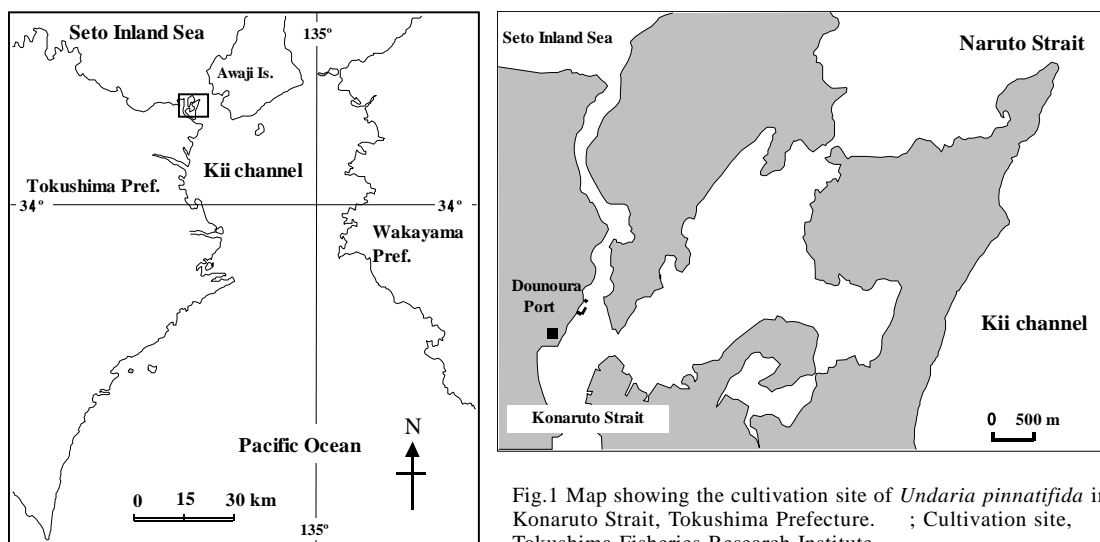 Seto Inland Sea
135º
Awaji Is.
Kii channel
Tokushima Pref.
34º
34º
Wakayama
Pref.
Pacific Ocean
N
0 15 30 km
135º
Seto Inland Sea
Naruto Strait
Dounoura
Port
Kii channel
Konaruto Strait
0 500 m
Fig.1 Map showing the cultivation site of Undaria pinnatifida in
Konaruto Strait, Tokushima Prefecture. ; Cultivation site,
Tokushima Fisheries Research Institute